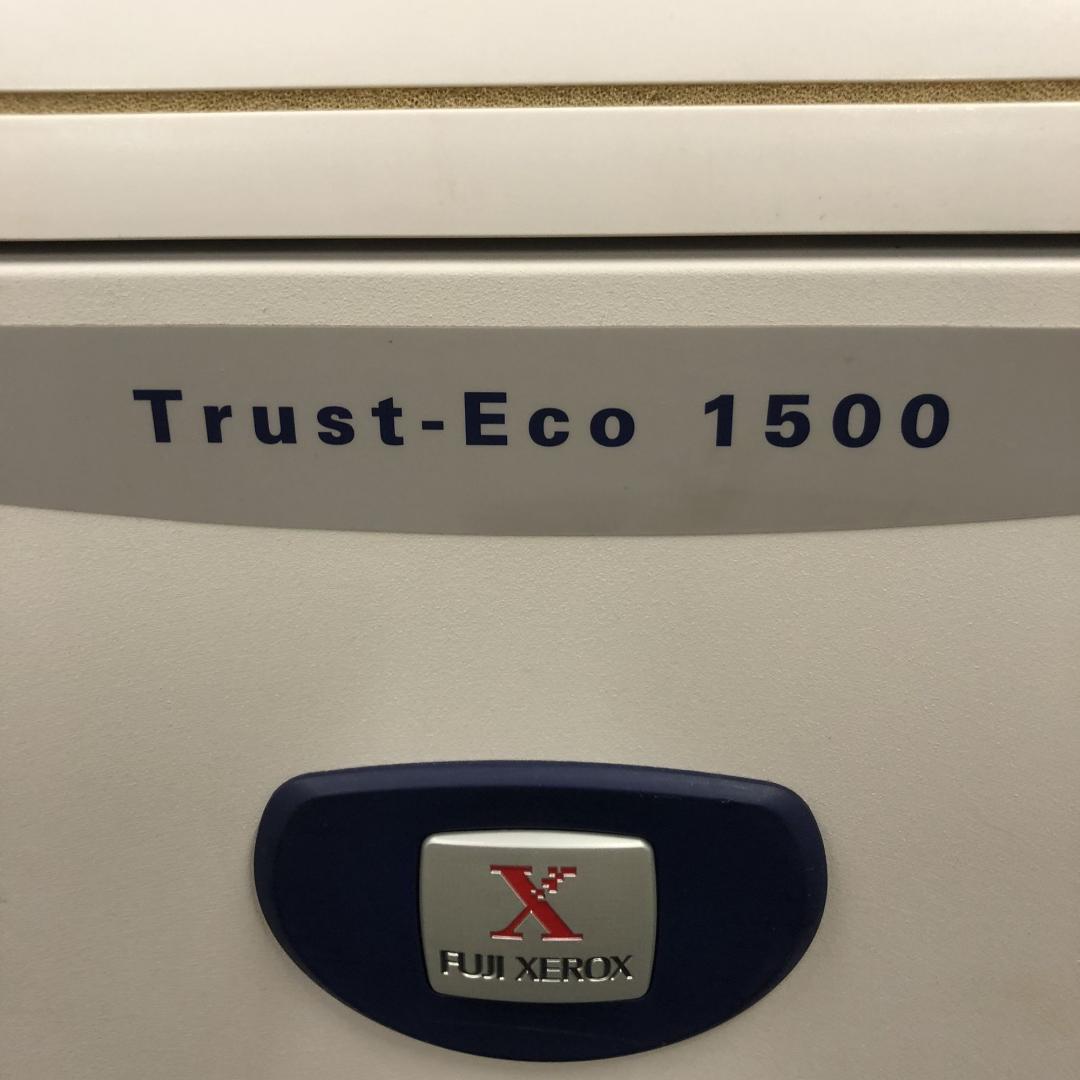 Trust-Eco 1500
X
FUJI XEROX